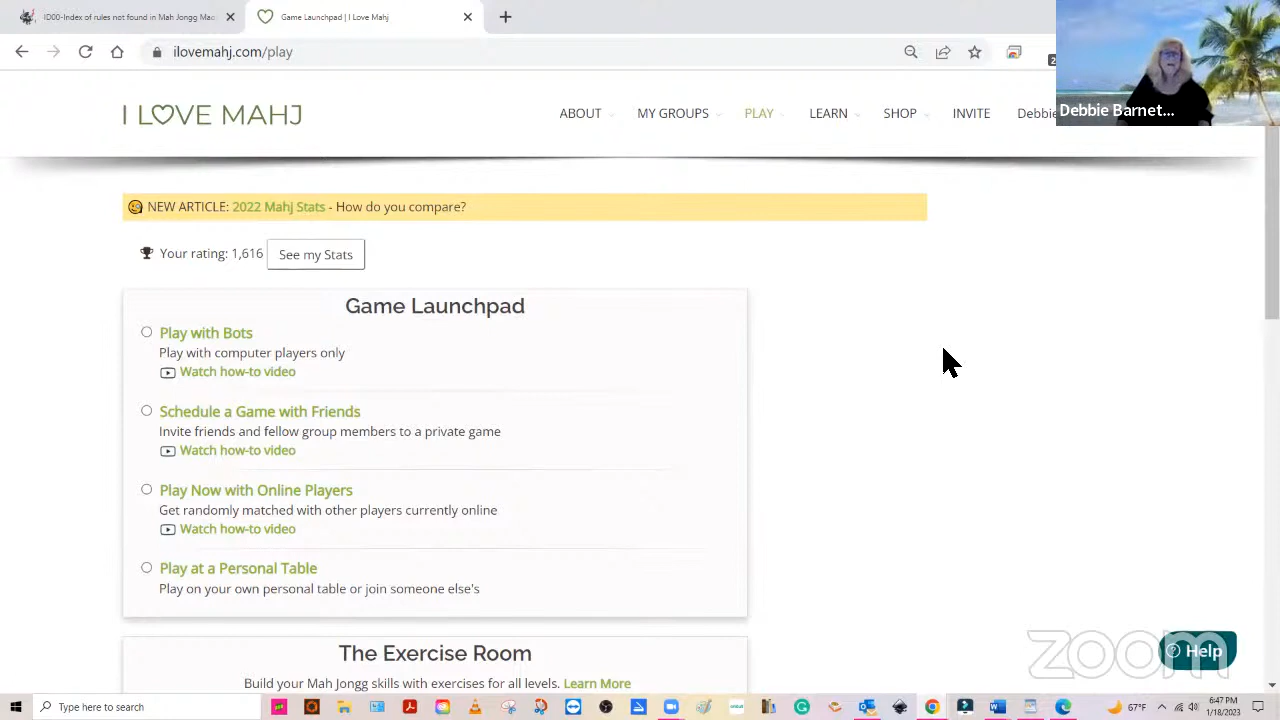 ID00-Index of rules not found in Mah Jongg Ma
Game Launchpad | I Love Mahj
ilovemahj.com/play
Debbie Barnet...
I LOVE MAHJ
ABOUT
MY GROUPS
PLAY
LEARN
SHOP
INVITE
Debbie
NEW ARTICLE: 2022 Mahj Stats - How do you compare?
Your rating: 1,616
See my Stats
Game Launchpad
Play with Bots
Play with computer players only
Watch how-to video
Schedule a Game with Friends
Invite friends and fellow group members to a private game
Watch how-to video
Play Now with Online Players
Get randomly matched with other players currently online
Watch how-to video
Play at a Personal Table
Play on your own personal table or join someone else's
The Exercise Room
Build your Mah Jongg skills with exercises for all levels. Learn More
zoom
Help
Type here to search
67°F
6:47 PM
1/18/2023